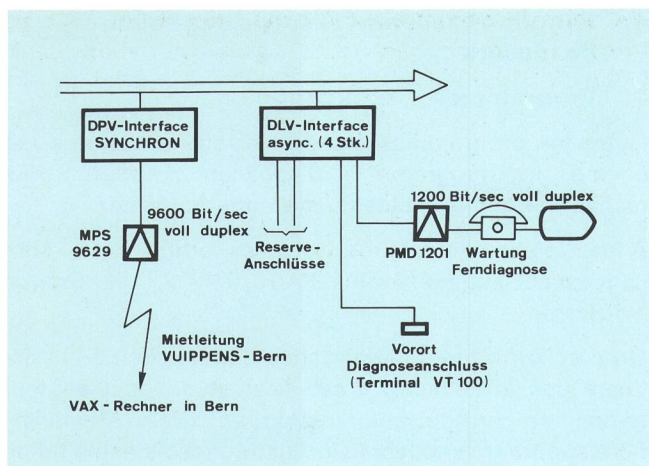 DPV-Interface
SYNCHRON
DLV-Interface
async. (4 Stk.)
MPS
9629
9600 Bit/sec
voll duplex
Reserve-
Anschlüsse
1200 Bit/sec voll duplex
PMD 1201
Wartung
Ferndiagnose
Mietleitung
VUIPPENS-Bern
Vorort
Diagnoseanschluss
(Terminal VT 100)
VAX-Rechner in Bern